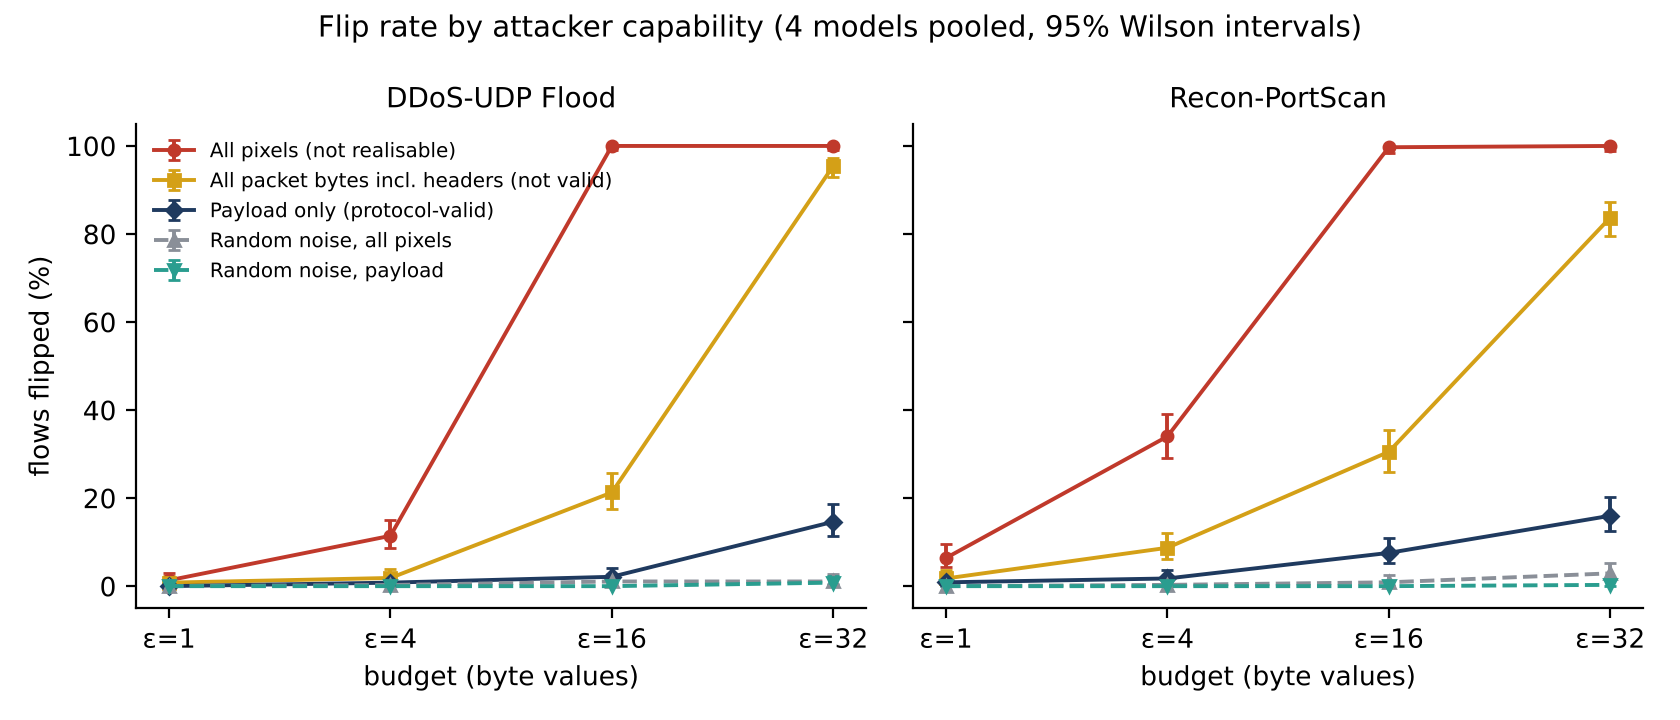 Flip rate by attacker capability (4 models pooled, 95% Wilson intervals)
DDoS-UDP Flood
flows flipped (%)
100
80
60
40
20
0
All pixels (not realisable)
All packet bytes incl. headers (not valid)
Payload only (protocol-valid)
Random noise, all pixels
Random noise, payload
ε=1 ε=4 ε=16 ε=32
budget (byte values)
Recon-PortScan
ε=1 ε=4 ε=16 ε=32
budget (byte values)